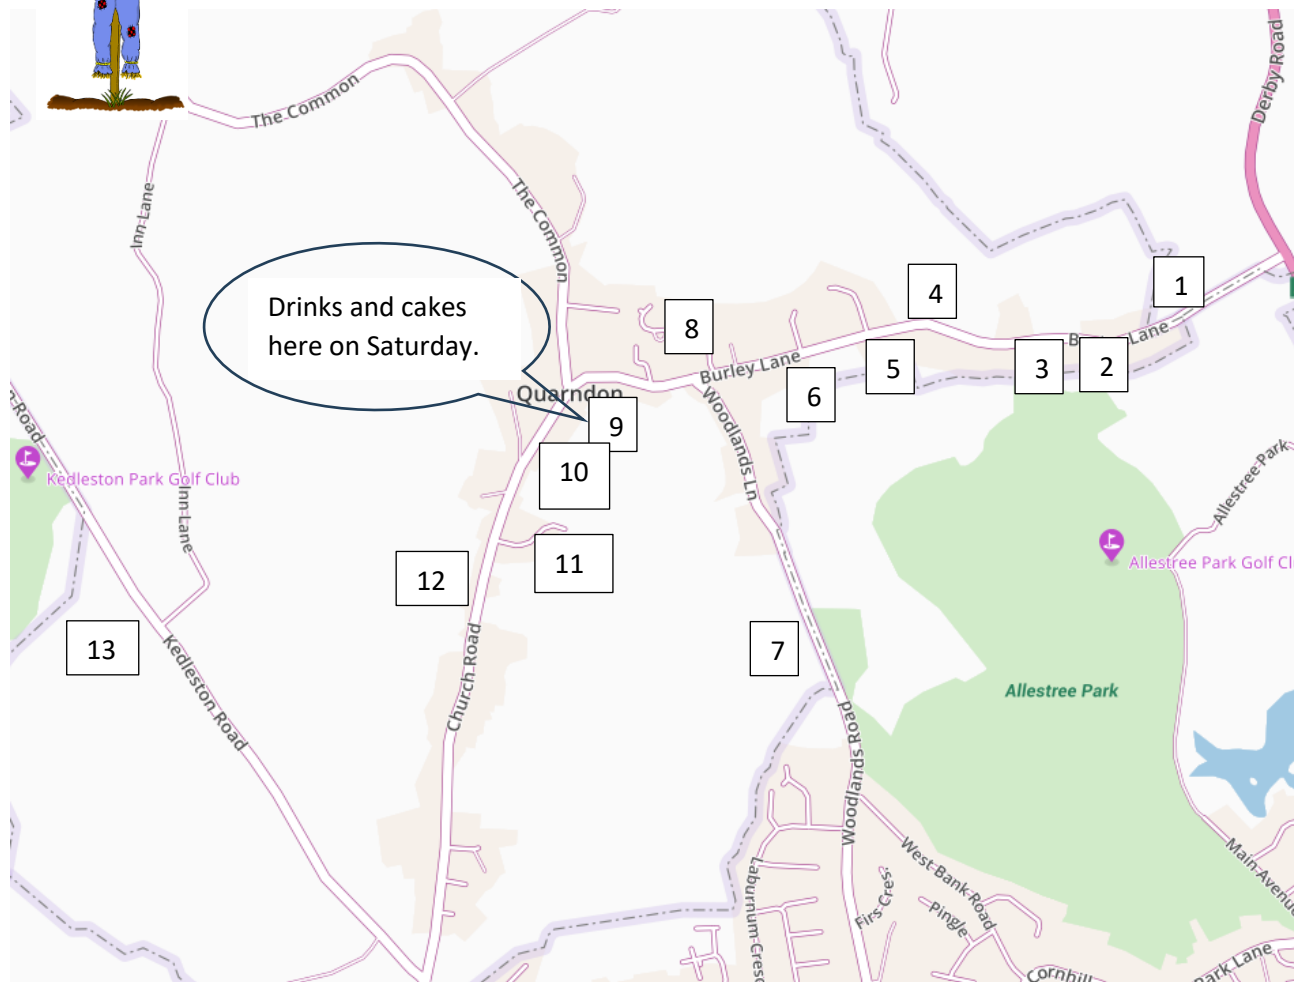 Derby Road
The Common
The Common
Inn Lane
1
4
Drinks and cakes
here on Saturday.
8
Lane
3
2
5
Burley Lane
6
Quarndon
Woodlands Ln
9
Road
Kedleston Park Golf Club
10
Allestree Park
Inn Lane
Allestree Park Golf Cl
11
12
7
13
Kedleston Road
Church Road
Allestree Park
Woodlands Road
West Bank Road
Main Avenue
Laburnum Cresc
Firs Cres.
Pingle
Cornhill
Park Lane